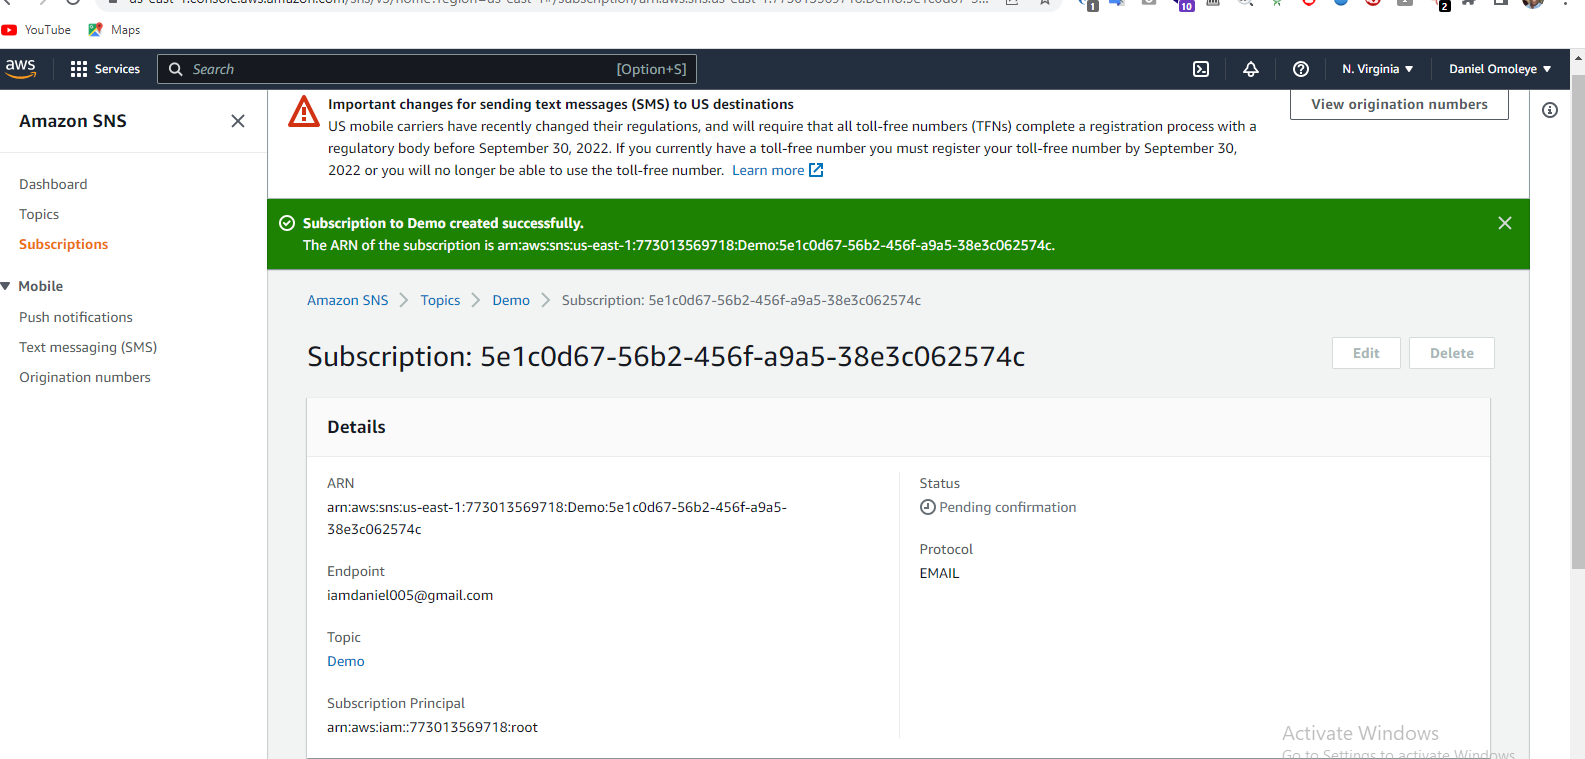 YouTube
Maps
aws
Services
Search
[Option+S]
N. Virginia
Daniel Omoleye
1
10
2
Amazon SNS
Dashboard
Topics
Subscriptions
Mobile
Push notifications
Text messaging (SMS)
Origination numbers
Important changes for sending text messages (SMS) to US destinations
US mobile carriers have recently changed their regulations, and will require that all toll-free numbers (TFNs) complete a registration process with a
regulatory body before September 30, 2022. If you currently have a toll-free number you must register your toll-free number by September 30,
2022 or you will no longer be able to use the toll-free number. Learn more
View origination numbers
Subscription to Demo created successfully.
The ARN of the subscription is arn:aws:sns:us-east-1:773013569718:Demo:5e1c0d67-56b2-456f-a9a5-38e3c062574c.
Amazon SNS
Topics
Demo
Subscription: 5e1c0d67-56b2-456f-a9a5-38e3c062574c
Subscription: 5e1c0d67-56b2-456f-a9a5-38e3c062574c
Edit
Delete
Details
ARN
arn:aws:sns:us-east-1:773013569718:Demo:5e1c0d67-56b2-456f-a9a5-
38e3c062574c
Endpoint
iamdaniel005@gmail.com
Topic
Demo
Subscription Principal
arn:aws:iam::773013569718:root
Status
Pending confirmation
Protocol
EMAIL
Activate Windows
Go to Settings to activate Windows.